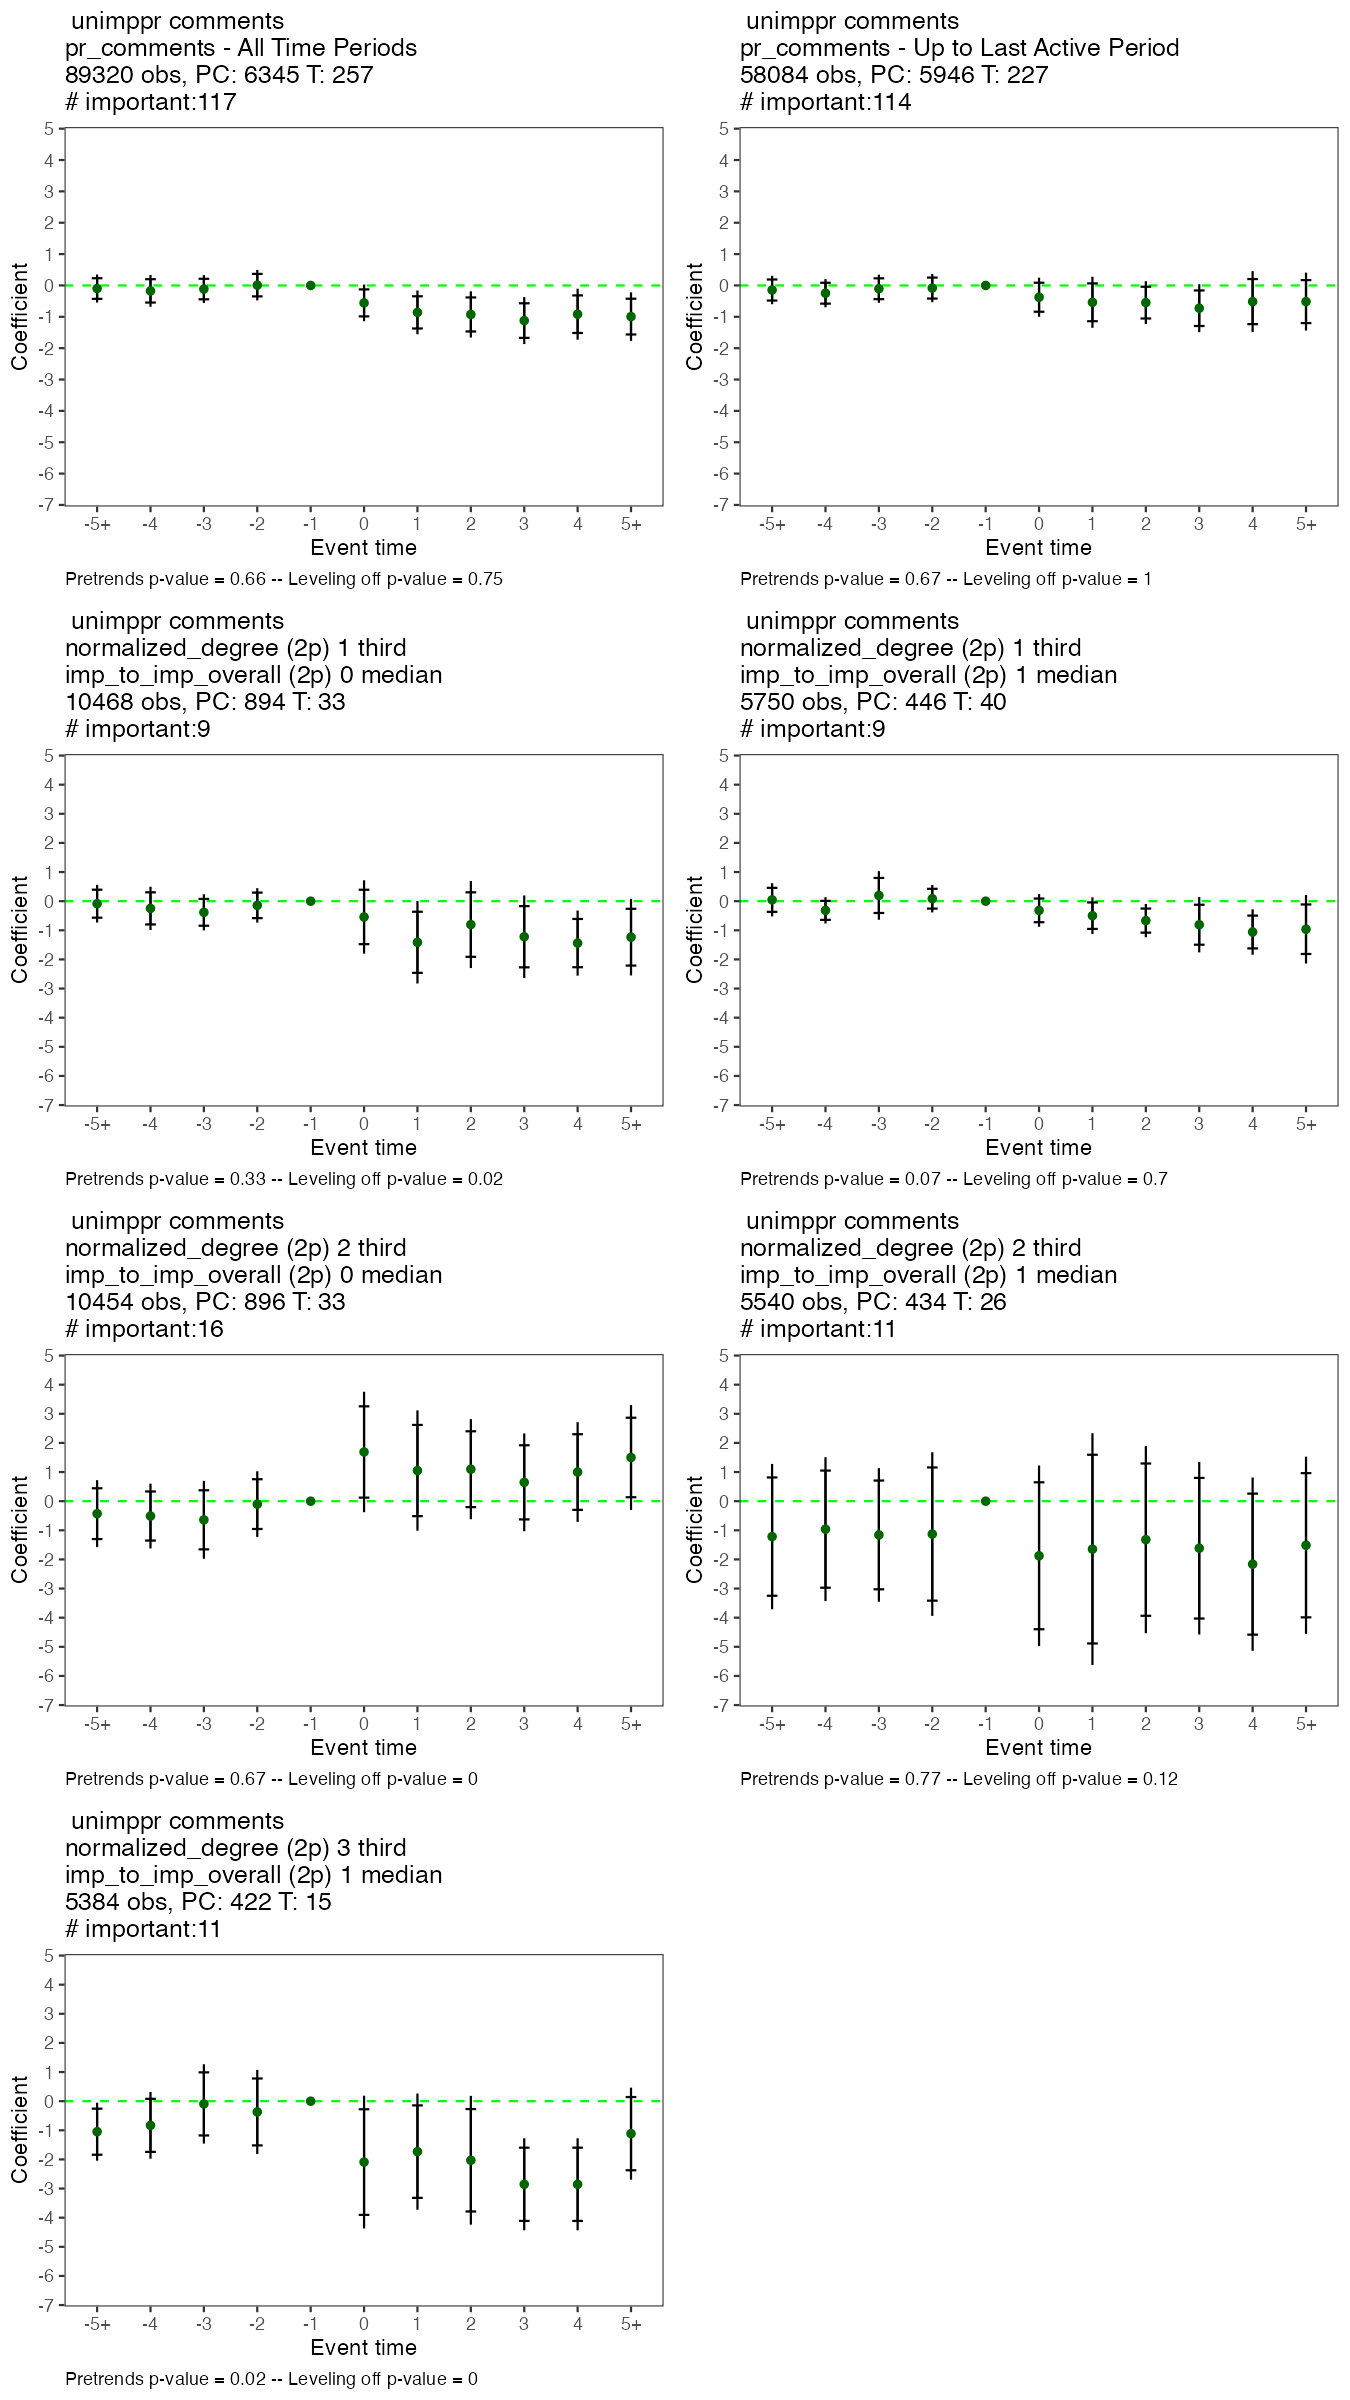 unimppr comments
pr_comments - All Time Periods
89320 obs, PC: 6345 T: 257
# important:117
5
4
3
2
1
0
-1
-2
-3
-4
-5
-6
-7
Coefficient
-5+ -4 -3 -2 -1 0 1 2 3 4 5+
Event time
Pretrends p-value = 0.66 -- Leveling off p-value = 0.75
unimppr comments
pr_comments - Up to Last Active Period
58084 obs, PC: 5946 T: 227
# important:114
5
4
3
2
1
0
-1
-2
-3
-4
-5
-6
-7
Coefficient
-5+ -4 -3 -2 -1 0 1 2 3 4 5+
Event time
Pretrends p-value = 0.67 -- Leveling off p-value = 1
unimppr comments
normalized_degree (2p) 1 third
imp_to_imp_overall (2p) 0 median
10468 obs, PC: 894 T: 33
# important:9
5
4
3
2
1
0
-1
-2
-3
-4
-5
-6
-7
Coefficient
-5+ -4 -3 -2 -1 0 1 2 3 4 5+
Event time
Pretrends p-value = 0.33 -- Leveling off p-value = 0.02
unimppr comments
normalized_degree (2p) 1 third
imp_to_imp_overall (2p) 1 median
5750 obs, PC: 446 T: 40
# important:9
5
4
3
2
1
0
-1
-2
-3
-4
-5
-6
-7
Coefficient
-5+ -4 -3 -2 -1 0 1 2 3 4 5+
Event time
Pretrends p-value = 0.07 -- Leveling off p-value = 0.7
unimppr comments
normalized_degree (2p) 2 third
imp_to_imp_overall (2p) 0 median
10454 obs, PC: 896 T: 33
# important:16
5
4
3
2
1
0
-1
-2
-3
-4
-5
-6
-7
Coefficient
-5+ -4 -3 -2 -1 0 1 2 3 4 5+
Event time
Pretrends p-value = 0.67 -- Leveling off p-value = 0
unimppr comments
normalized_degree (2p) 2 third
imp_to_imp_overall (2p) 1 median
5540 obs, PC: 434 T: 26
# important:11
5
4
3
2
1
0
-1
-2
-3
-4
-5
-6
-7
Coefficient
-5+ -4 -3 -2 -1 0 1 2 3 4 5+
Event time
Pretrends p-value = 0.77 -- Leveling off p-value = 0.12
unimppr comments
normalized_degree (2p) 3 third
imp_to_imp_overall (2p) 1 median
5384 obs, PC: 422 T: 15
# important:11
5
4
3
2
1
0
-1
-2
-3
-4
-5
-6
-7
Coefficient
-5+ -4 -3 -2 -1 0 1 2 3 4 5+
Event time
Pretrends p-value = 0.02 -- Leveling off p-value = 0